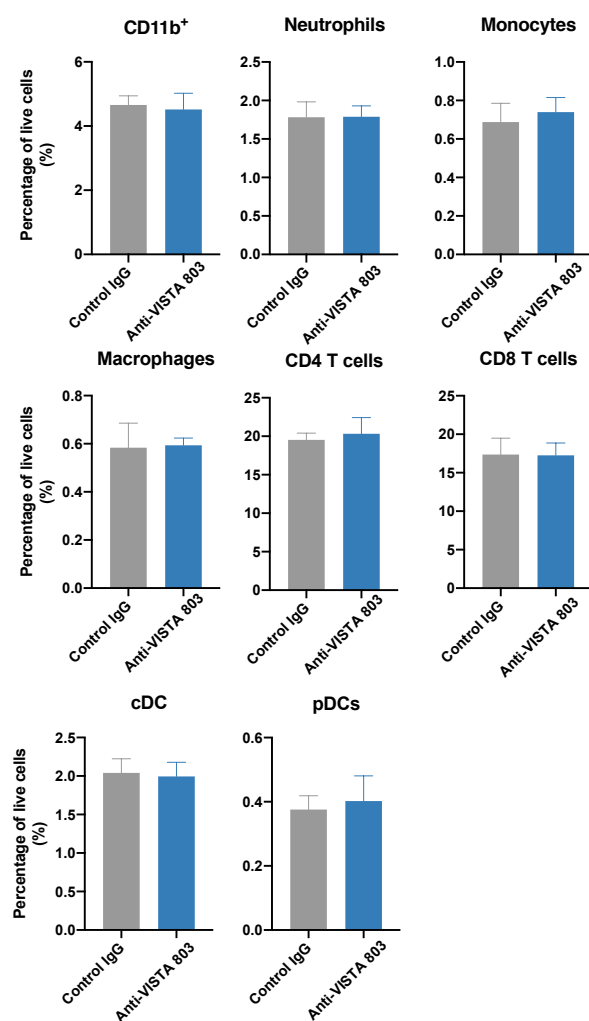 CD11b⁺
Neutrophils
Monocytes
Percentage of live cells
(%)
6
4
2
0
Control IgG
Anti-VISTA 803
2.5
2.0
1.5
1.0
0.5
0.0
Control IgG
Anti-VISTA 803
1.0
0.8
0.6
0.4
0.2
0.0
Control IgG
Anti-VISTA 803
Macrophages
CD4 T cells
CD8 T cells
Percentage of live cells
(%)
0.8
0.6
0.4
0.2
0.0
Control IgG
Anti-VISTA 803
25
20
15
10
5
0
Control IgG
Anti-VISTA 803
25
20
15
10
5
0
Control IgG
Anti-VISTA 803
cDC
pDCs
Percentage of live cells
(%)
2.5
2.0
1.5
1.0
0.5
0.0
Control IgG
Anti-VISTA 803
0.6
0.4
0.2
0.0
Control IgG
Anti-VISTA 803